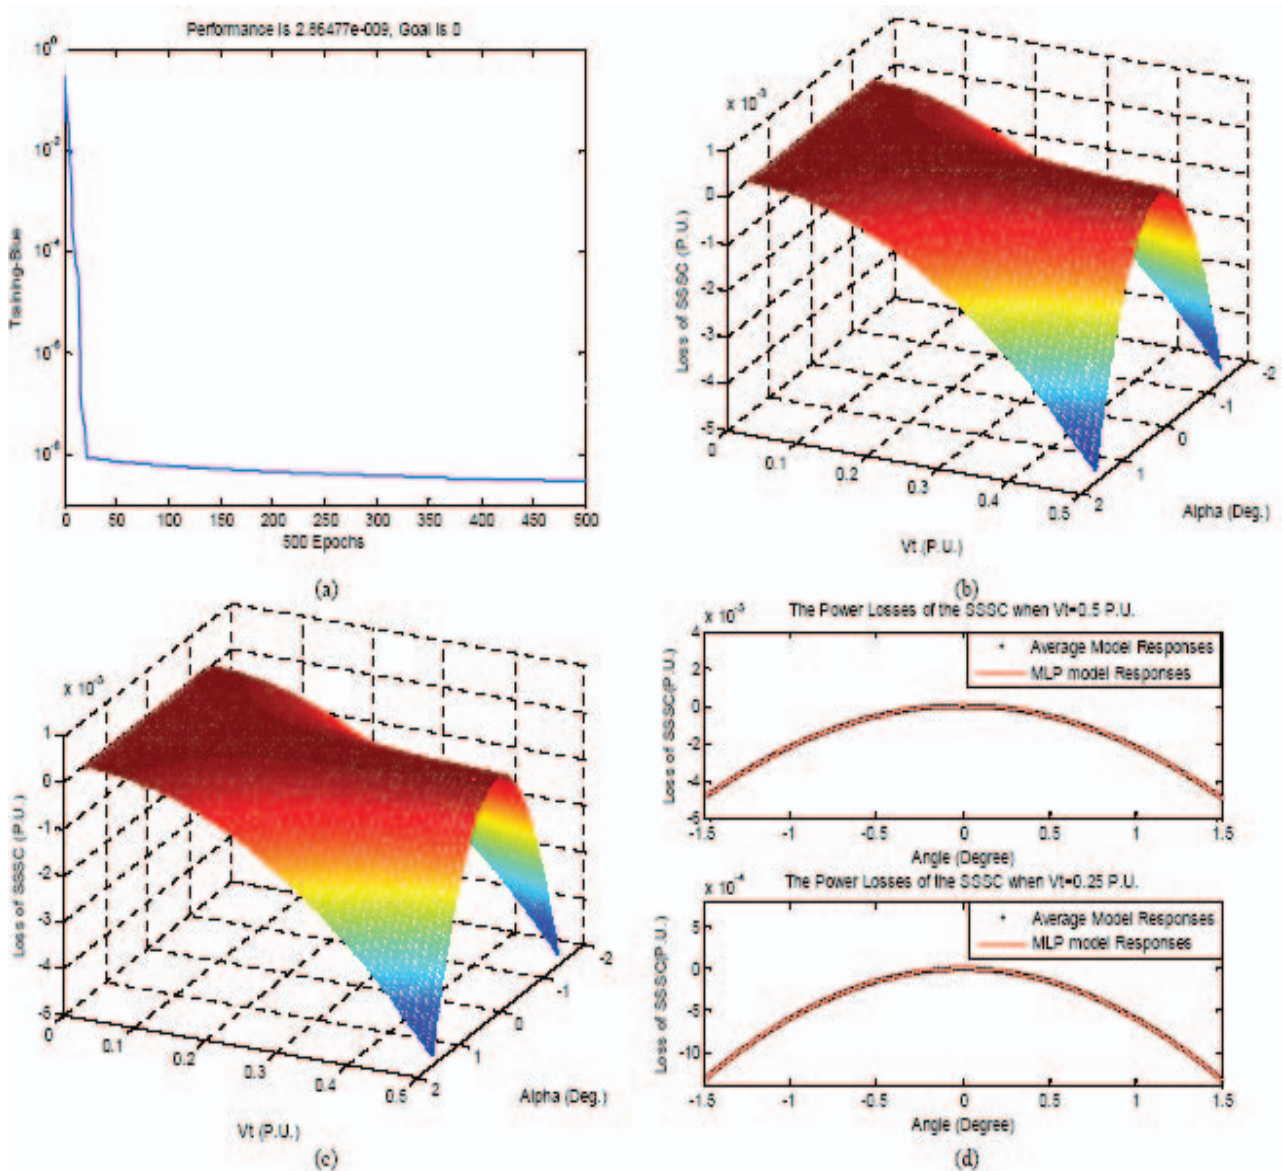 Performance is 2.86477e-009, Goal is 0
10^0
10^-2
10^-4
10^-6
10^-8
Training-Blue
0 50 100 150 200 250 300 350 400 450 500
500 Epochs
(a)
x 10^-3
1
0
-1
-2
-3
-4
-5
Loss of SSSC (P.U.)
0 0.1 0.2 0.3 0.4 0.5
Vt (P.U.)
2 1 0 -1 -2
Alpha (Deg.)
(b)
x 10^-3
1
0
-1
-2
-3
-4
-5
Loss of SSSC (P.U.)
0 0.1 0.2 0.3 0.4 0.5
Vt (P.U.)
2 1 0 -1 -2
Alpha (Deg.)
(c)
x 10^-3
The Power Losses of the SSSC when Vt=0.5 P.U.
4
2
0
-2
-4
-6
Loss of SSSC(P.U.)
Average Model Responses
MLP model Responses
-1.5 -1 -0.5 0 0.5 1 1.5
Angle (Degree)
x 10^-4
The Power Losses of the SSSC when Vt=0.25 P.U.
5
0
-5
-10
Loss of SSSC(P.U.)
Average Model Responses
MLP model Responses
-1.5 -1 -0.5 0 0.5 1 1.5
Angle (Degree)
(d)